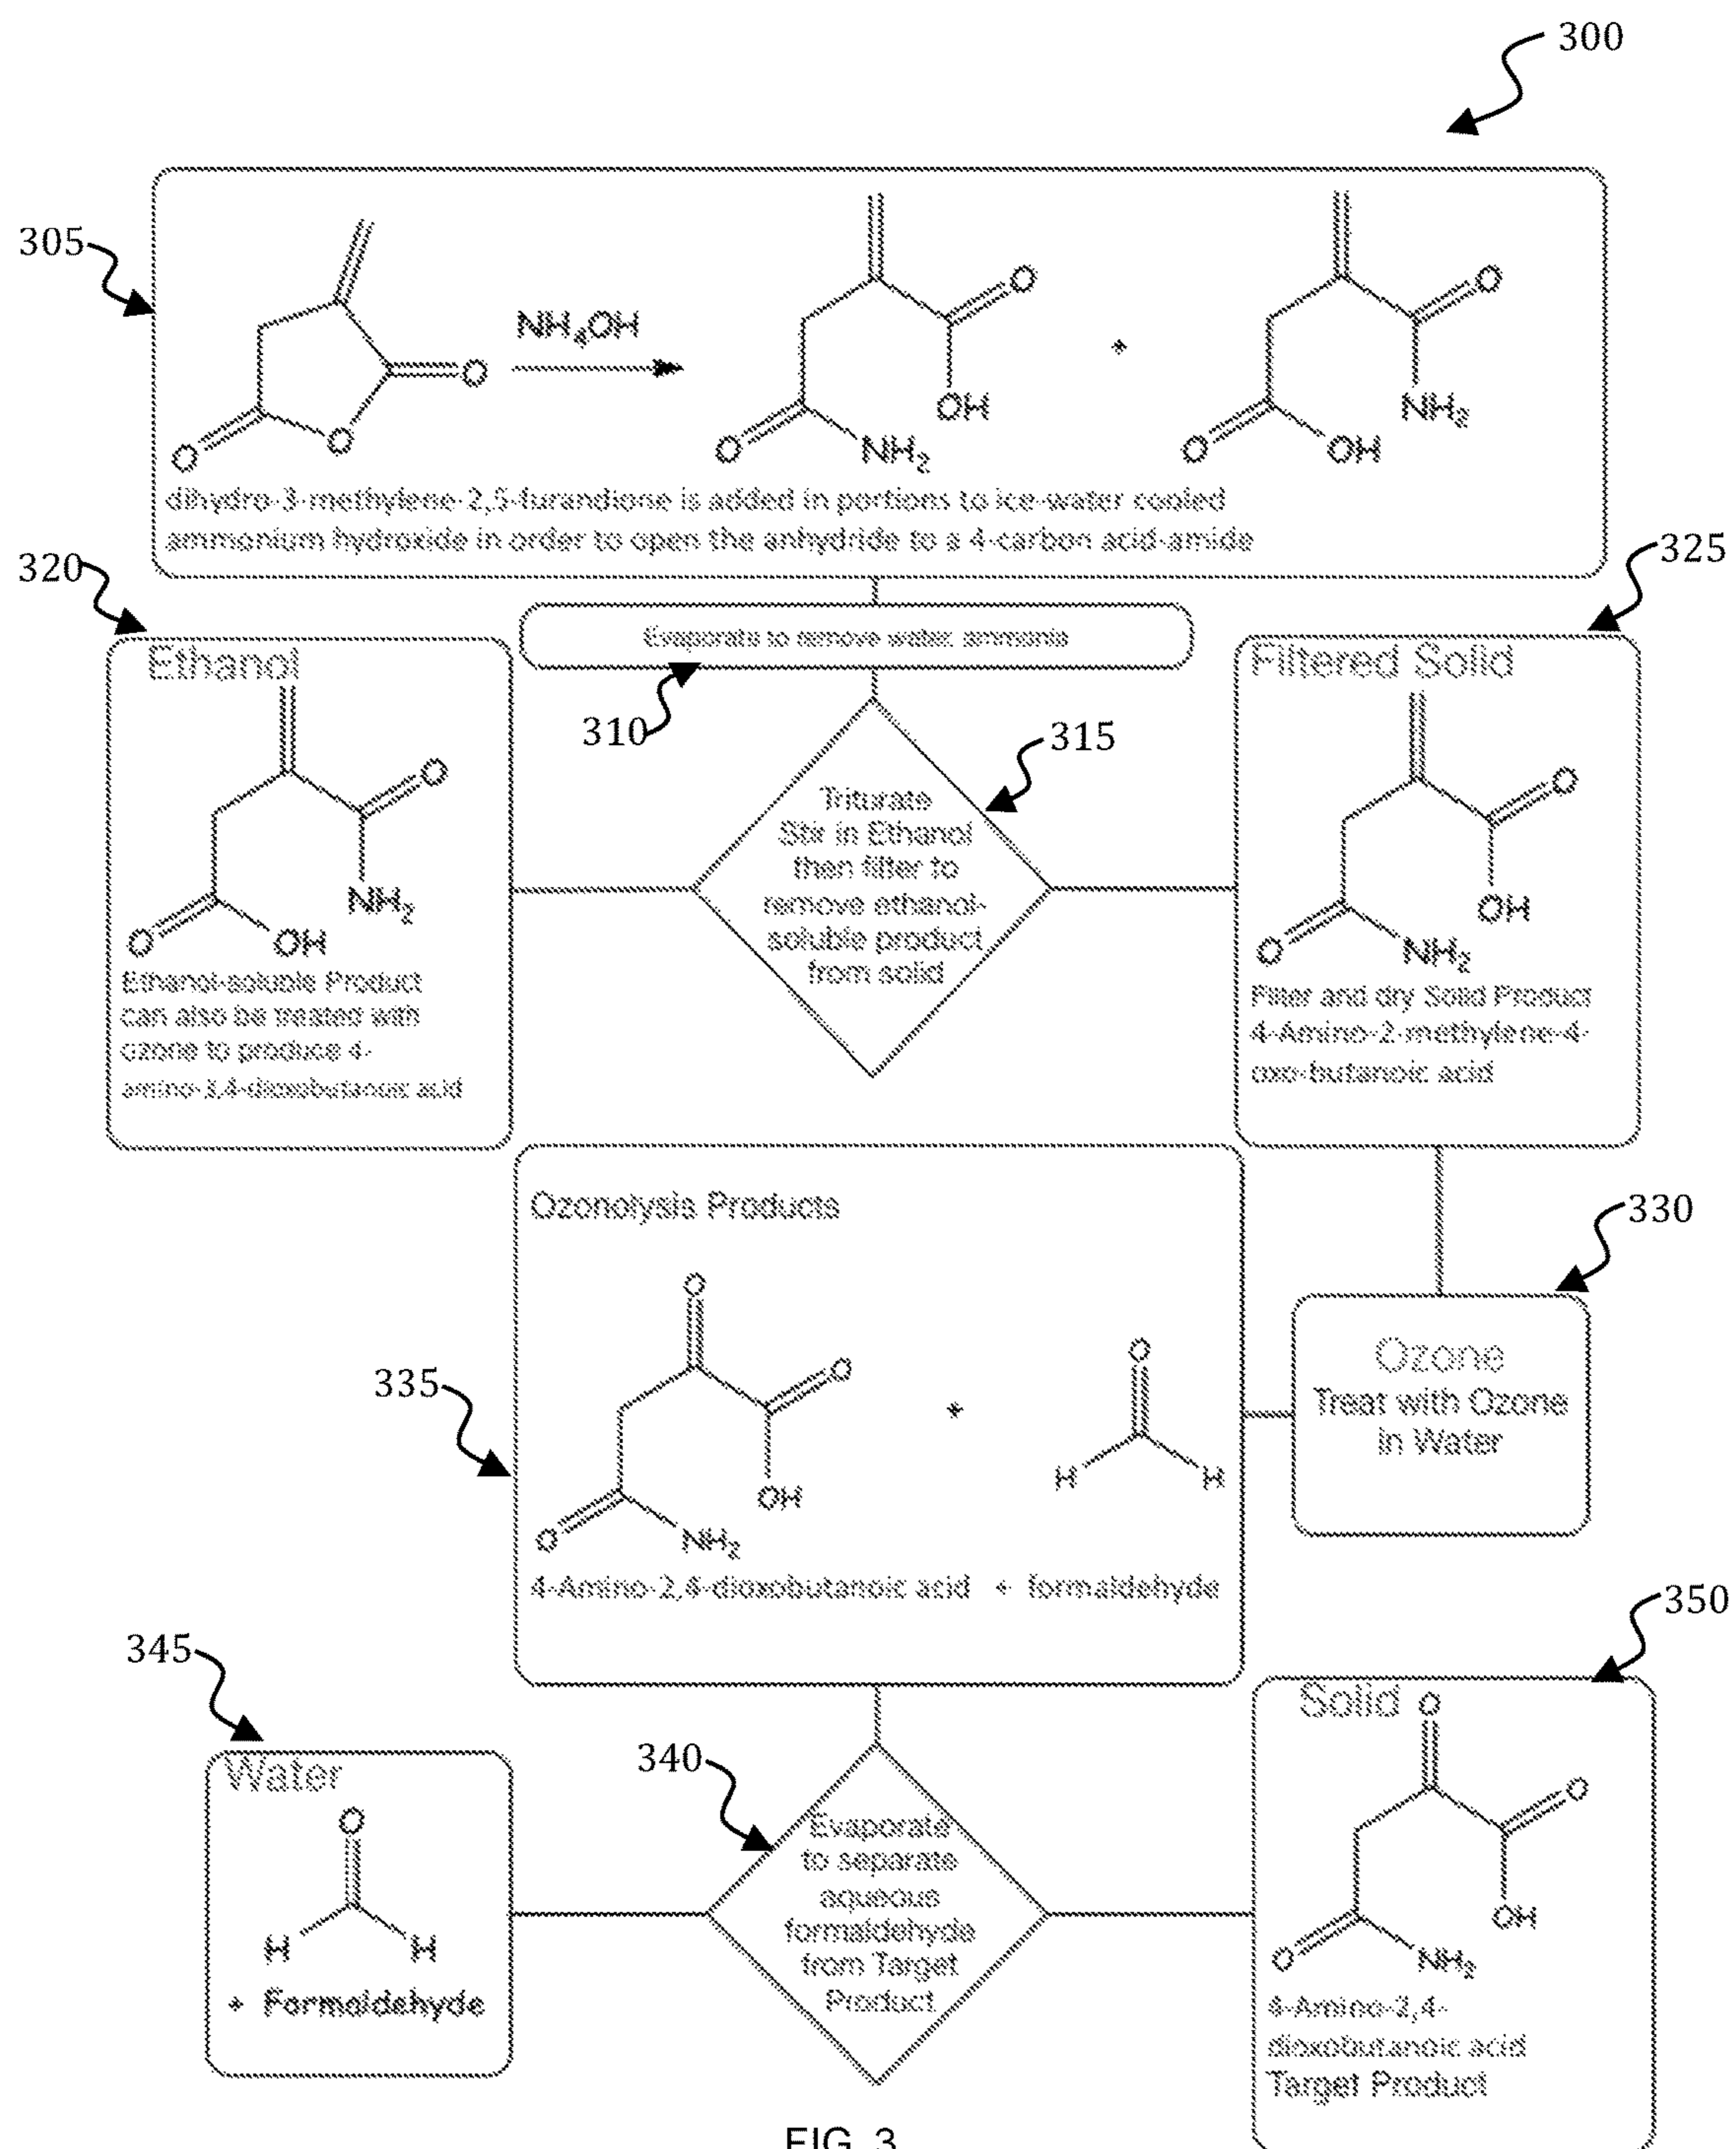 300
305
NH₄OH
O
O
O
O
OH
O
NH₂
+
O
NH₂
O
OH
dihydro-3-methylene-2,5-furandione is added in portions to ice-water cooled
ammonium hydroxide in order to open the anhydride to a 4-carbon acid-amide
310
Evaporate to remove water, ammonia
315
Triturate
Stir in Ethanol
then filter to
remove ethanol-
soluble product
from solid
320
Ethanol
O
NH₂
O
OH
Ethanol-soluble Product
can also be treated with
ozone to produce 4-
amino-3,4-dioxobutanoic acid
325
Filtered Solid
O
OH
O
NH₂
Filter and dry Solid Product
4-Amino-2-methylene-4-
oxo-butanoic acid
330
Ozone
Treat with Ozone
in Water
335
Ozonolysis Products
O
O
OH
O
NH₂
+
O
H
H
4-Amino-2,4-dioxobutanoic acid + formaldehyde
340
Evaporate
to separate
aqueous
formaldehyde
from Target
Product
345
Water
O
H
H
+ Formaldehyde
350
Solid
O
O
OH
O
NH₂
4-Amino-2,4-
dioxobutanoic acid
Target Product
FIG. 3